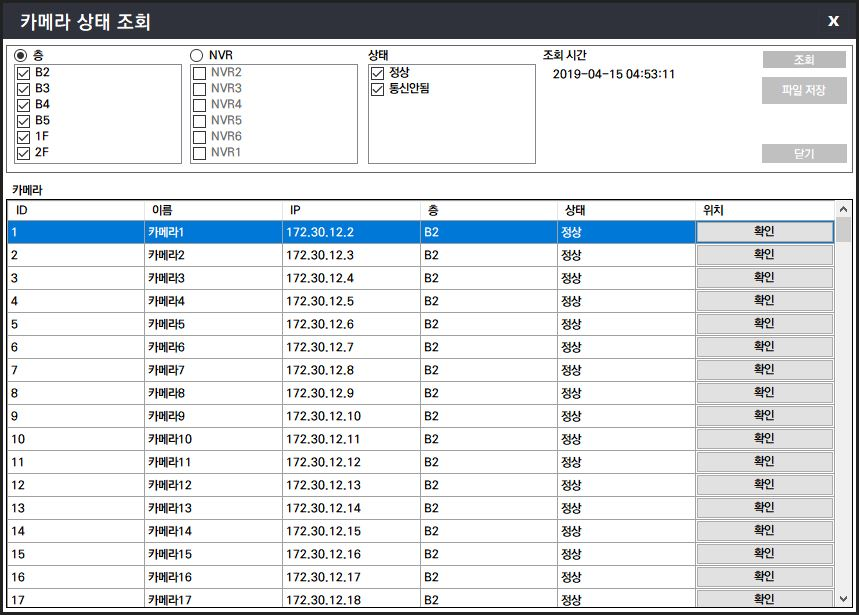 카메라 상태 조회 X
층 NVR 상태 조회 시간 조회
B2 NVR2 정상 2019-04-15 04:53:11
B3 NVR3 통신안됨 파일 저장
B4 NVR4
B5 NVR5
1F NVR6
2F NVR1 닫기
카메라
ID 이름 IP 층 상태 위치
1 카메라1 172.30.12.2 B2 정상 확인
2 카메라2 172.30.12.3 B2 정상 확인
3 카메라3 172.30.12.4 B2 정상 확인
4 카메라4 172.30.12.5 B2 정상 확인
5 카메라5 172.30.12.6 B2 정상 확인
6 카메라6 172.30.12.7 B2 정상 확인
7 카메라7 172.30.12.8 B2 정상 확인
8 카메라8 172.30.12.9 B2 정상 확인
9 카메라9 172.30.12.10 B2 정상 확인
10 카메라10 172.30.12.11 B2 정상 확인
11 카메라11 172.30.12.12 B2 정상 확인
12 카메라12 172.30.12.13 B2 정상 확인
13 카메라13 172.30.12.14 B2 정상 확인
14 카메라14 172.30.12.15 B2 정상 확인
15 카메라15 172.30.12.16 B2 정상 확인
16 카메라16 172.30.12.17 B2 정상 확인
17 카메라17 172.30.12.18 B2 정상 확인